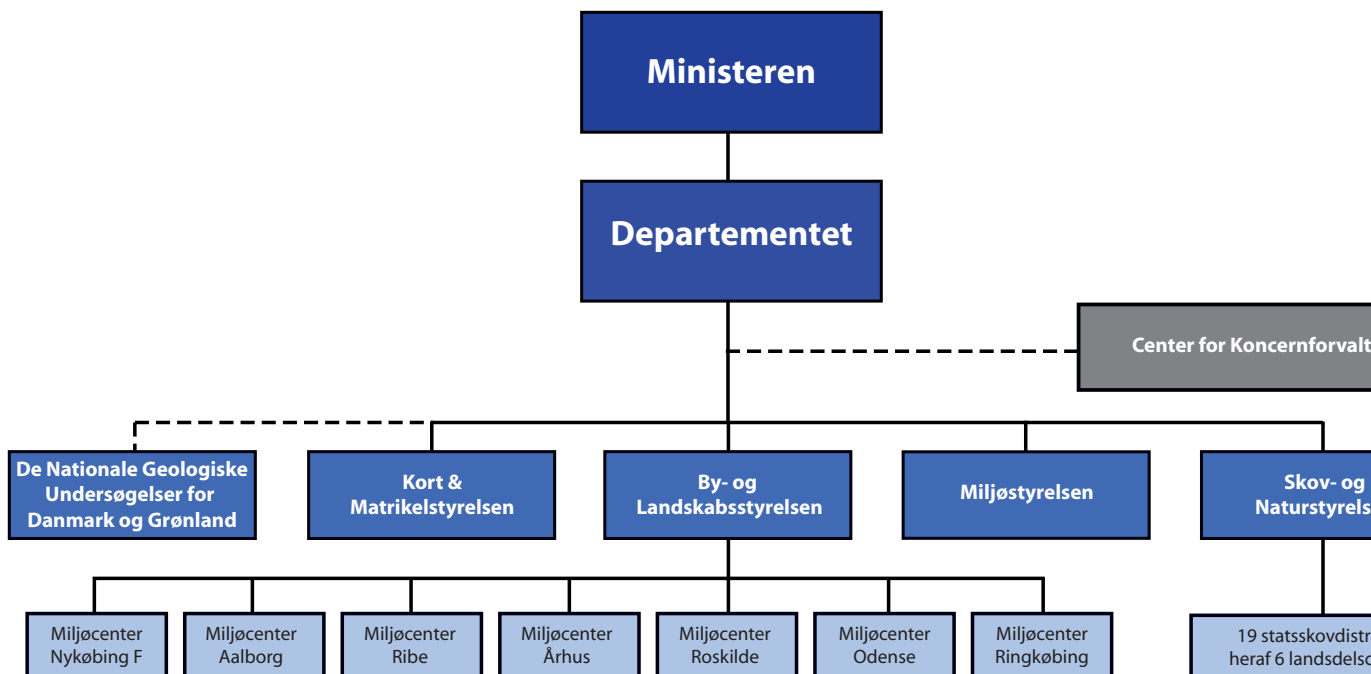 Ministeren
Departementet
Center for Koncernforvalt
De Nationale Geologiske
Undersøgelser for
Danmark og Grønland
Kort &
Matrikelstyrelsen
By- og
Landskabsstyrelsen
Miljøstyrelsen
Skov- og
Naturstyrels
Miljøcenter
Nykøbing F
Miljøcenter
Aalborg
Miljøcenter
Ribe
Miljøcenter
Århus
Miljøcenter
Roskilde
Miljøcenter
Odense
Miljøcenter
Ringkøbing
19 statsskovdistr
heraf 6 landsdels